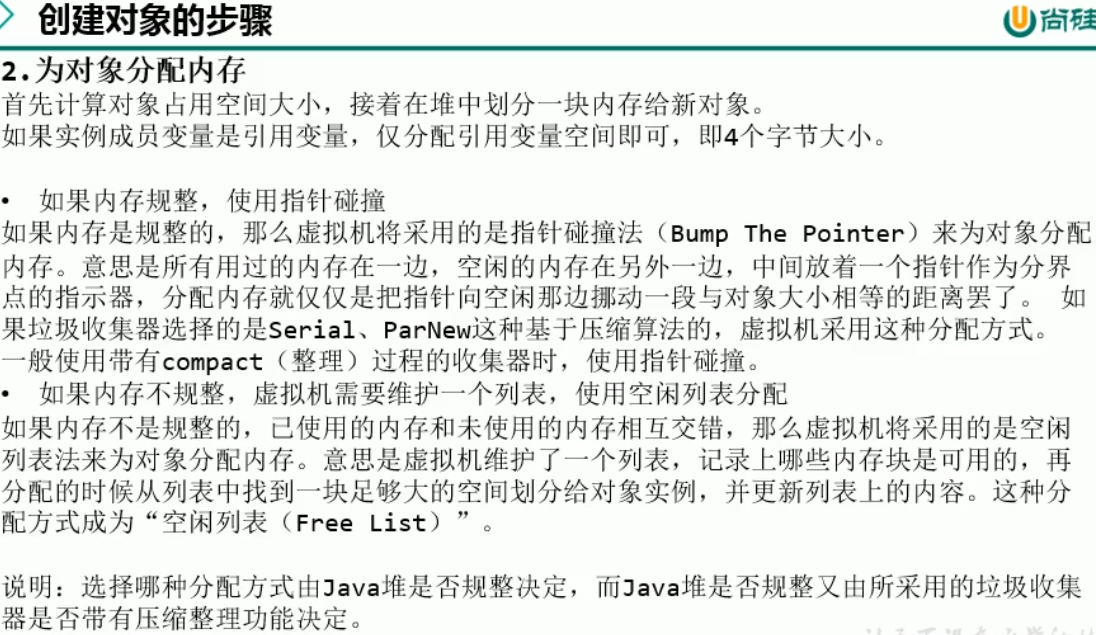 创建对象的步骤
尚硅
2.为对象分配内存
首先计算对象占用空间大小，接着在堆中划分一块内存给新对象。
如果实例成员变量是引用变量，仅分配引用变量空间即可，即4个字节大小。
• 如果内存规整，使用指针碰撞
如果内存是规整的，那么虚拟机将采用的是指针碰撞法（Bump The Pointer）来为对象分配
内存。意思是所有用过的内存在一边，空闲的内存在另外一边，中间放着一个指针作为分界
点的指示器，分配内存就仅仅是把指针向空闲那边挪动一段与对象大小相等的距离罢了。 如
果垃圾收集器选择的是Serial、ParNew这种基于压缩算法的，虚拟机采用这种分配方式。
一般使用带有compact（整理）过程的收集器时，使用指针碰撞。
• 如果内存不规整，虚拟机需要维护一个列表，使用空闲列表分配
如果内存不是规整的，已使用的内存和未使用的内存相互交错，那么虚拟机将采用的是空闲
列表法来为对象分配内存。意思是虚拟机维护了一个列表，记录上哪些内存块是可用的，再
分配的时候从列表中找到一块足够大的空间划分给对象实例，并更新列表上的内容。这种分
配方式成为“空闲列表（Free List）”。
说明：选择哪种分配方式由Java堆是否规整决定，而Java堆是否规整又由所采用的垃圾收集
器是否带有压缩整理功能决定。